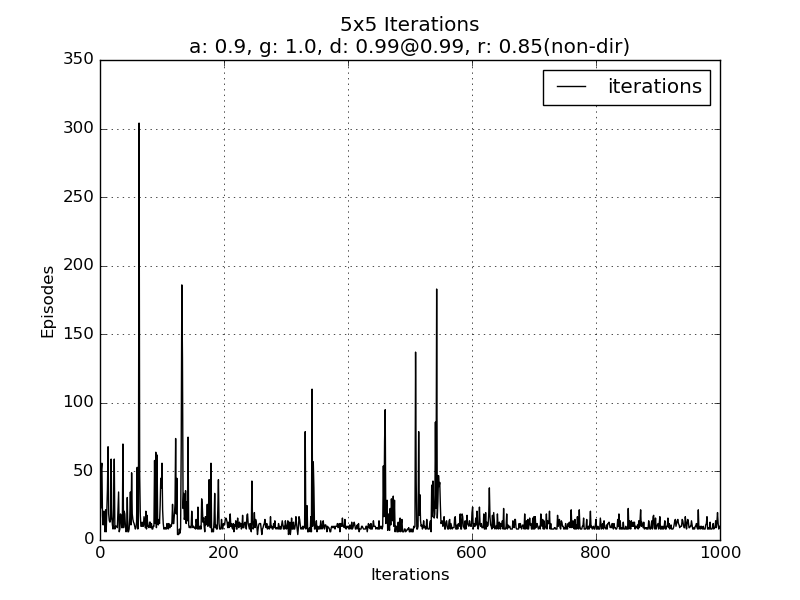 5x5 Iterations
a: 0.9, g: 1.0, d: 0.99@0.99, r: 0.85(non-dir)
350
300
250
200
150
100
50
0
Episodes
iterations
0 200 400 600 800 1000
Iterations